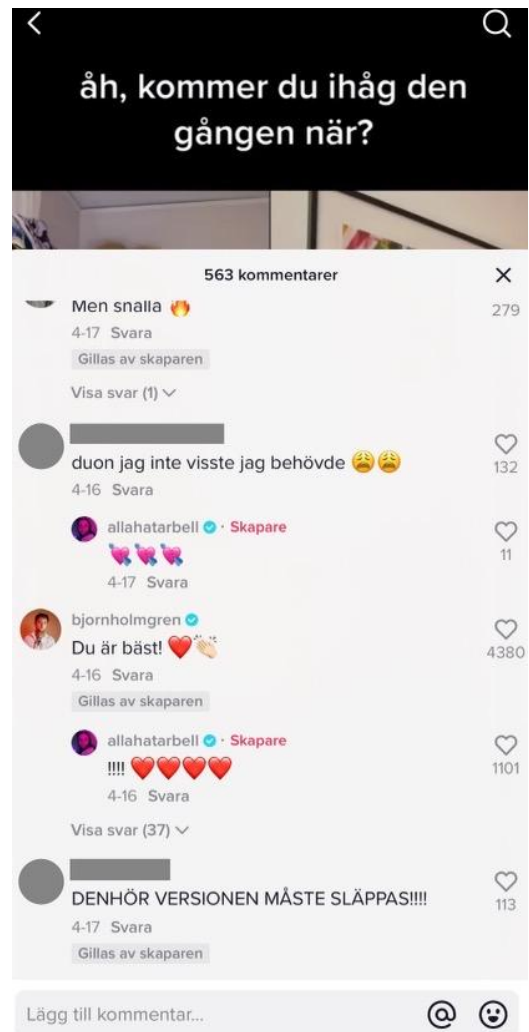 åh, kommer du ihåg den
gången när?
563 kommentarer
Men snalla 🔥
279
4-17 Svara
Gillas av skaparen
Visa svar (1)
duon jag inte visste jag behövde 😩😩
132
4-16 Svara
allahatarbell · Skapare
💘💘💘
11
4-17 Svara
bjornholmgren
Du är bäst! ❤️👏🏻
4380
4-16 Svara
Gillas av skaparen
allahatarbell · Skapare
!!!! ❤️❤️❤️❤️
1101
4-16 Svara
Visa svar (37)
DENHÖR VERSIONEN MÅSTE SLÄPPAS!!!!
113
4-17 Svara
Gillas av skaparen
Lägg till kommentar...